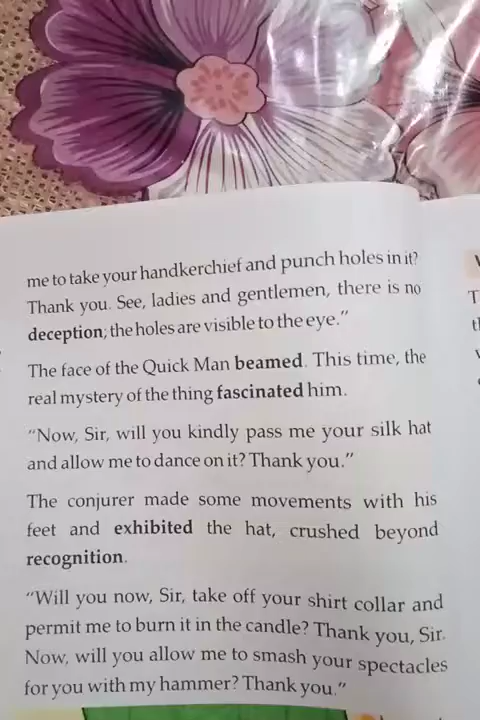 me to take your handkerchief and punch holes in it?
Thank you. See, ladies and gentlemen, there is no
deception; the holes are visible to the eye."
The face of the Quick Man beamed. This time, the
real mystery of the thing fascinated him.
"Now, Sir, will you kindly pass me your silk hat
and allow me to dance on it? Thank you."
The conjurer made some movements with his
feet and exhibited the hat, crushed beyond
recognition.
"Will you now, Sir, take off your shirt collar and
permit me to burn it in the candle? Thank you, Sir.
Now, will you allow me to smash your spectacles
for you with my hammer? Thank you."